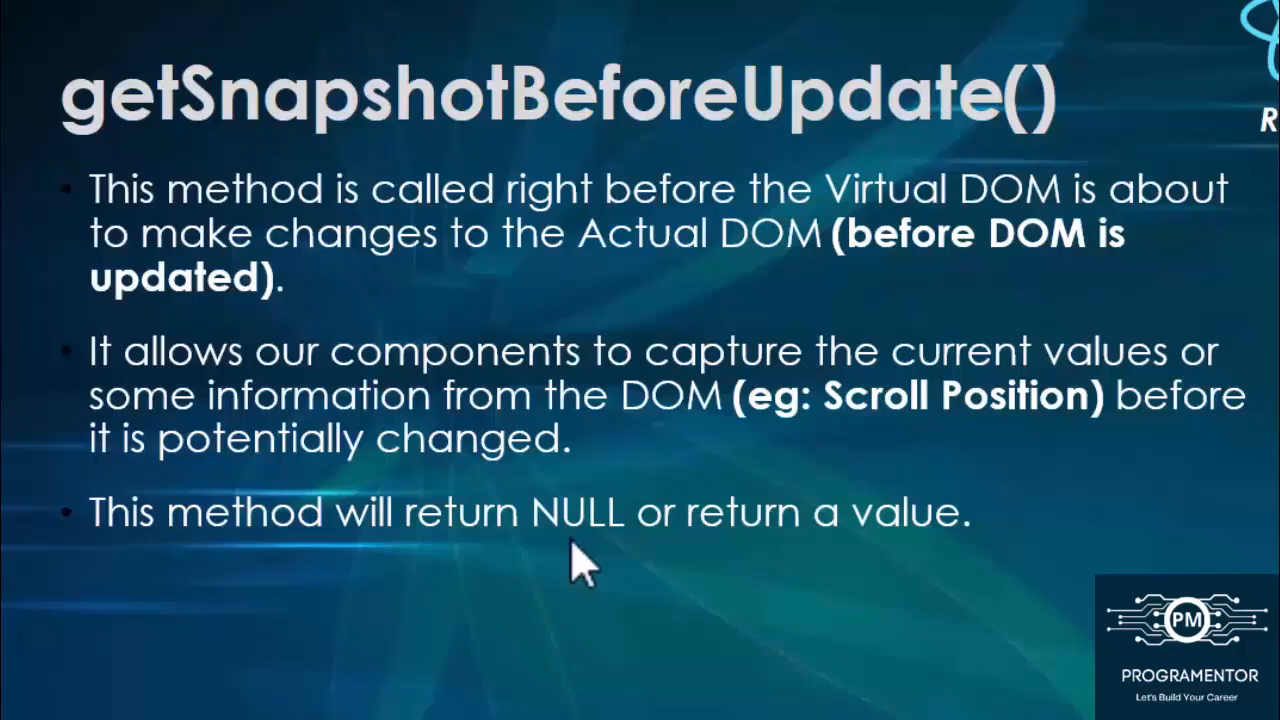 getSnapshotBeforeUpdate()
R
• This method is called right before the Virtual DOM is about
to make changes to the Actual DOM (before DOM is
updated).
• It allows our components to capture the current values or
some information from the DOM (eg: Scroll Position) before
it is potentially changed.
• This method will return NULL or return a value.
PM
PROGRAMENTOR
Let's Build Your Career